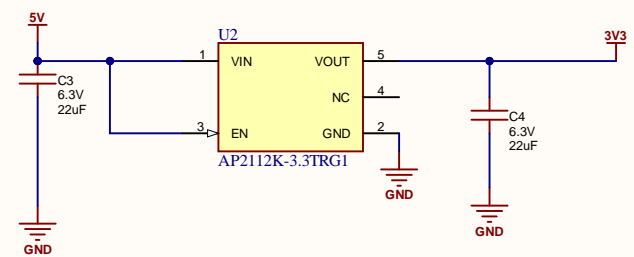 5V
3V3
U2
1 VIN VOUT 5
C3
6.3V
22uF
NC 4
C4
6.3V
22uF
3 EN GND 2
AP2112K-3.3TRG1
GND
GND
GND